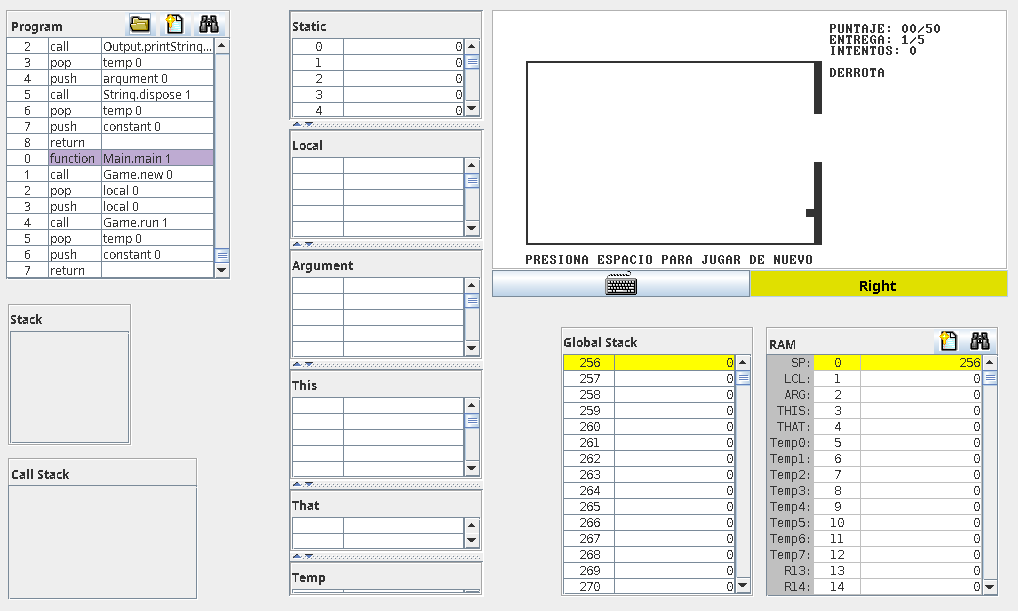 Program
2 call Output.printString...
3 pop temp 0
4 push argument 0
5 call String.dispose 1
6 pop temp 0
7 push constant 0
8 return
0 function Main.main 1
1 call Game.new 0
2 pop local 0
3 push local 0
4 call Game.run 1
5 pop temp 0
6 push constant 0
7 return
Stack
Call Stack
Static
0 0
1 0
2 0
3 0
4 0
Local
Argument
This
That
Temp
PUNTAJE: 00/50
ENTREGA: 1/5
INTENTOS: 0
DERROTA
PRESIONA ESPACIO PARA JUGAR DE NUEVO
Right
Global Stack
256 0
257 0
258 0
259 0
260 0
261 0
262 0
263 0
264 0
265 0
266 0
267 0
268 0
269 0
270 0
RAM
SP: 0 256
LCL: 1 0
ARG: 2 0
THIS: 3 0
THAT: 4 0
Temp0: 5 0
Temp1: 6 0
Temp2: 7 0
Temp3: 8 0
Temp4: 9 0
Temp5: 10 0
Temp6: 11 0
Temp7: 12 0
R13: 13 0
R14: 14 0